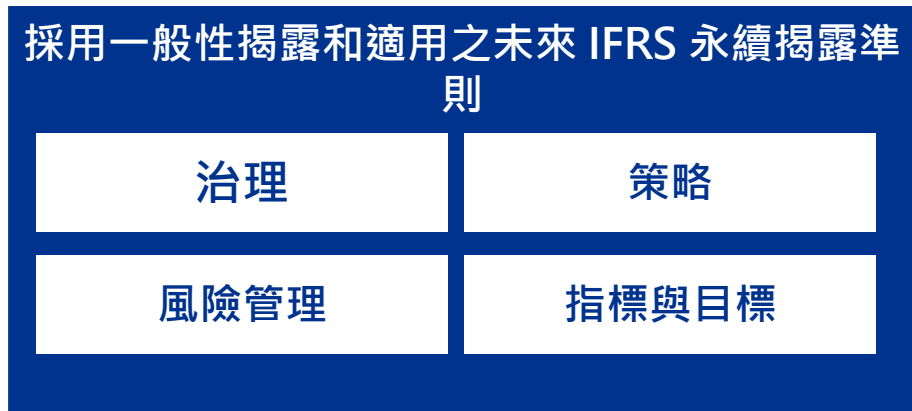 採用一般性揭露和適用之未來 IFRS 永續揭露準
則
治理
策略
風險管理
指標與目標